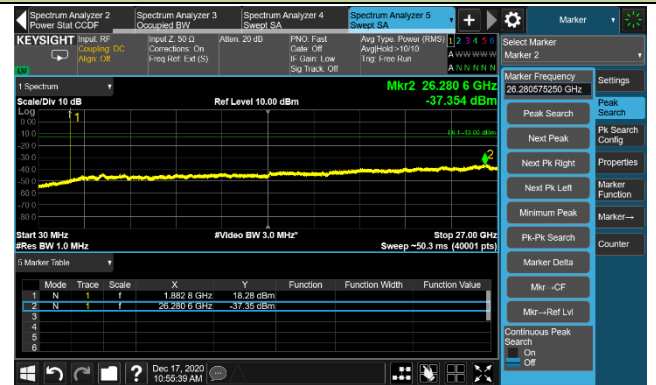 Spectrum Analyzer 2
Power Stat CCDF
Spectrum Analyzer 3
Occupied BW
Spectrum Analyzer 4
Swept SA
Spectrum Analyzer 5
Swept SA
Marker
KEYSIGHT
Input: RF
Coupling: DC
Align: Off
Input Z: 50 Ω
Corrections: On
Freq Ref: Ext (S)
Atten: 20 dB
PNO: Fast
Gate: Off
IF Gain: Low
Sig Track: Off
Avg Type: Power (RMS)
Avg|Hold:>10/10
Trig: Free Run
1 2 3 4 5 6
A W W W W W
A N N N N N
LXI
Select Marker
Marker 2
1 Spectrum
Mkr2 26.280 6 GHz
-37.354 dBm
Scale/Div 10 dB
Ref Level 10.00 dBm
Log
0.00
-10.0
-20.0
-30.0
-40.0
-50.0
-60.0
-70.0
-80.0
1
2
DL1 -13.00 dBm
Start 30 MHz
#Video BW 3.0 MHz*
Stop 27.00 GHz
#Res BW 1.0 MHz
Sweep ~50.3 ms (40001 pts)
5 Marker Table
Mode Trace Scale X Y Function Function Width Function Value
1 N 1 f 1.882 8 GHz 18.28 dBm
2 N 1 f 26.280 6 GHz -37.35 dBm
3
4
5
6
Marker Frequency
26.280575250 GHz
Peak Search
Next Peak
Next Pk Right
Next Pk Left
Minimum Peak
Pk-Pk Search
Marker Delta
Mkr→CF
Mkr→Ref Lvl
Continuous Peak
Search
On
Off
Settings
Peak
Search
Pk Search
Config
Properties
Marker
Function
Marker→
Counter
?
Dec 17, 2020
10:55:39 AM